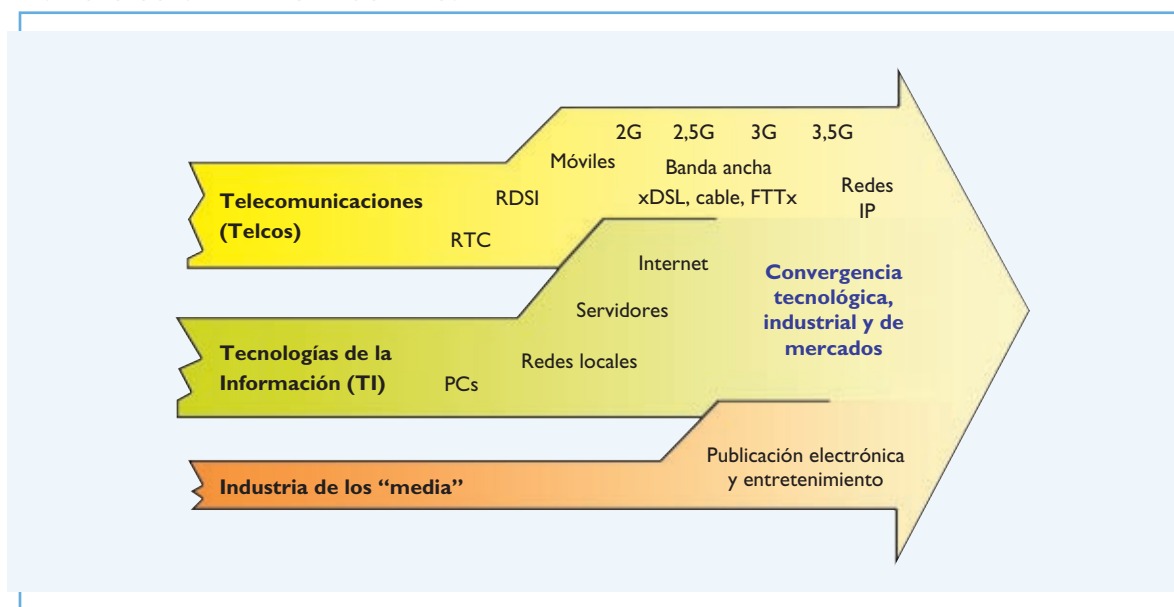 2G 2,5G 3G 3,5G
Móviles
Banda ancha
xDSL, cable, FTTx
Redes
IP
RDSI
RTC
Telecomunicaciones
(Telcos)
Internet
Servidores
Redes locales
PCs
Tecnologías de la
Información (TI)
Convergencia
tecnológica,
industrial y de
mercados
Publicación electrónica
y entretenimiento
Industria de los “media”